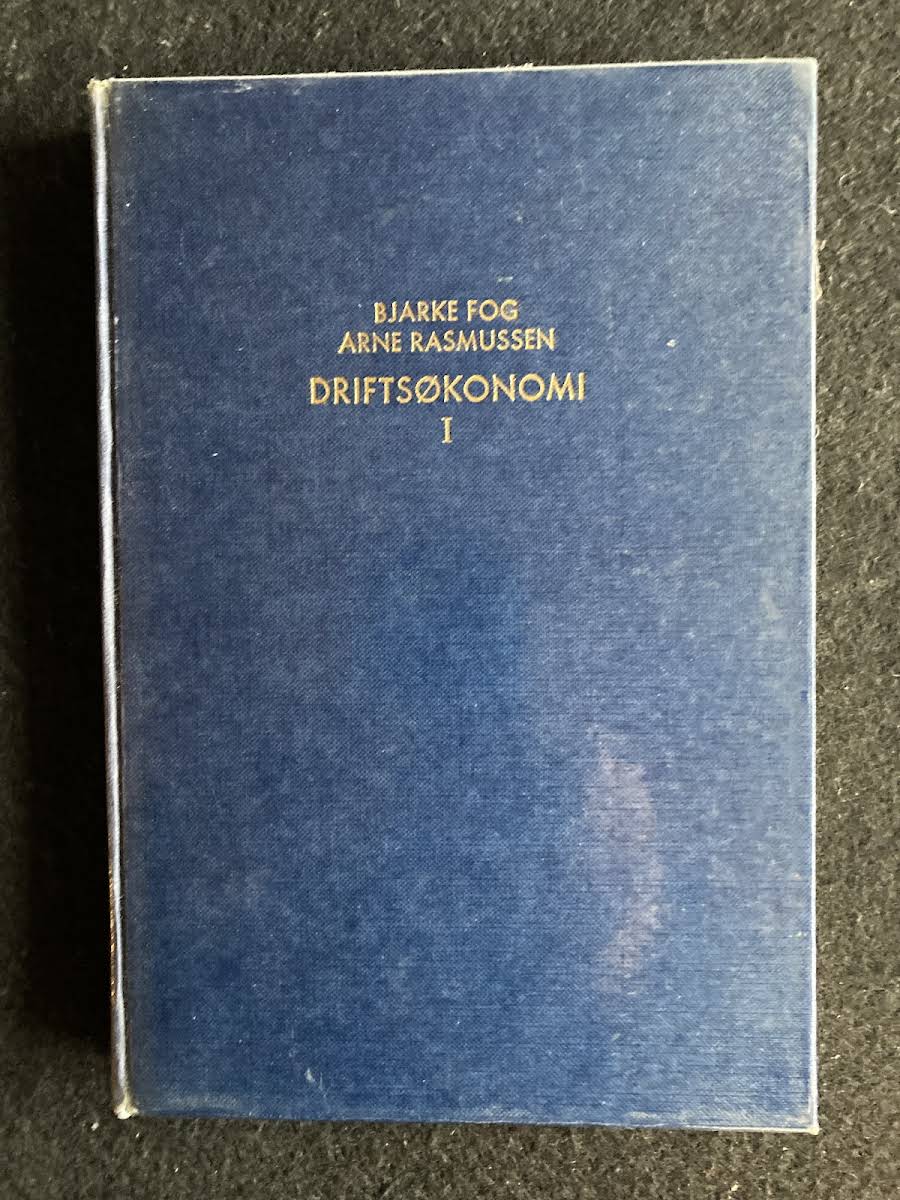 BJARKE FOG
ARNE RASMUSSEN
DRIFTSØKONOMI
I